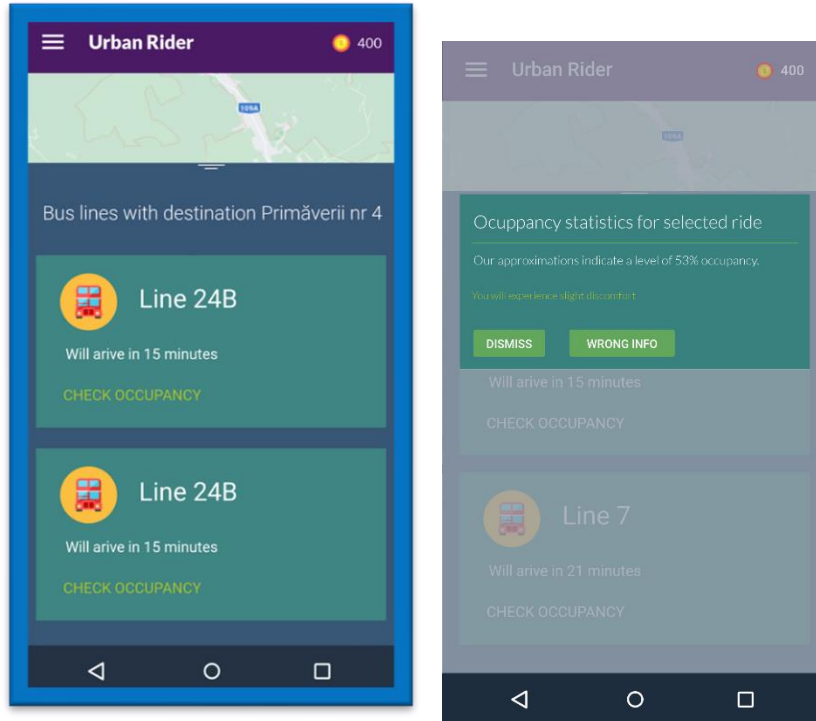 Urban Rider 400
109A
Bus lines with destination Primăverii nr 4
Line 24B
Will arive in 15 minutes
CHECK OCCUPANCY
Line 24B
Will arive in 15 minutes
CHECK OCCUPANCY
Urban Rider 400
109A
Ocuppancy statistics for selected ride
Our approximations indicate a level of 53% occupancy.
You will experience slight discomfort
DISMISS WRONG INFO
Will arive in 15 minutes
CHECK OCCUPANCY
Line 7
Will arive in 21 minutes
CHECK OCCUPANCY